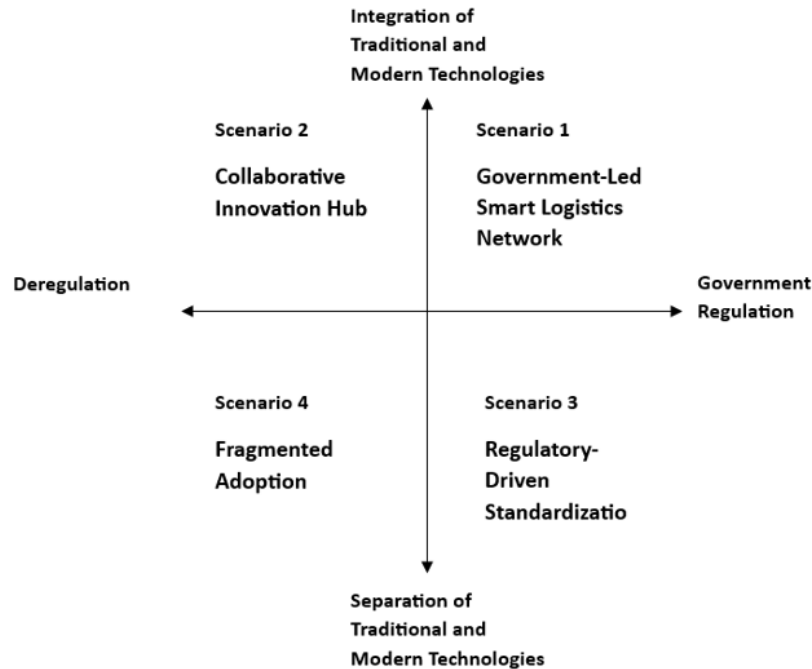 Integration of
Traditional and
Modern Technologies
Scenario 2
Collaborative
Innovation Hub
Scenario 1
Government-Led
Smart Logistics
Network
Deregulation
Government
Regulation
Scenario 4
Fragmented
Adoption
Scenario 3
Regulatory-
Driven
Standardizatio
Separation of
Traditional and
Modern Technologies